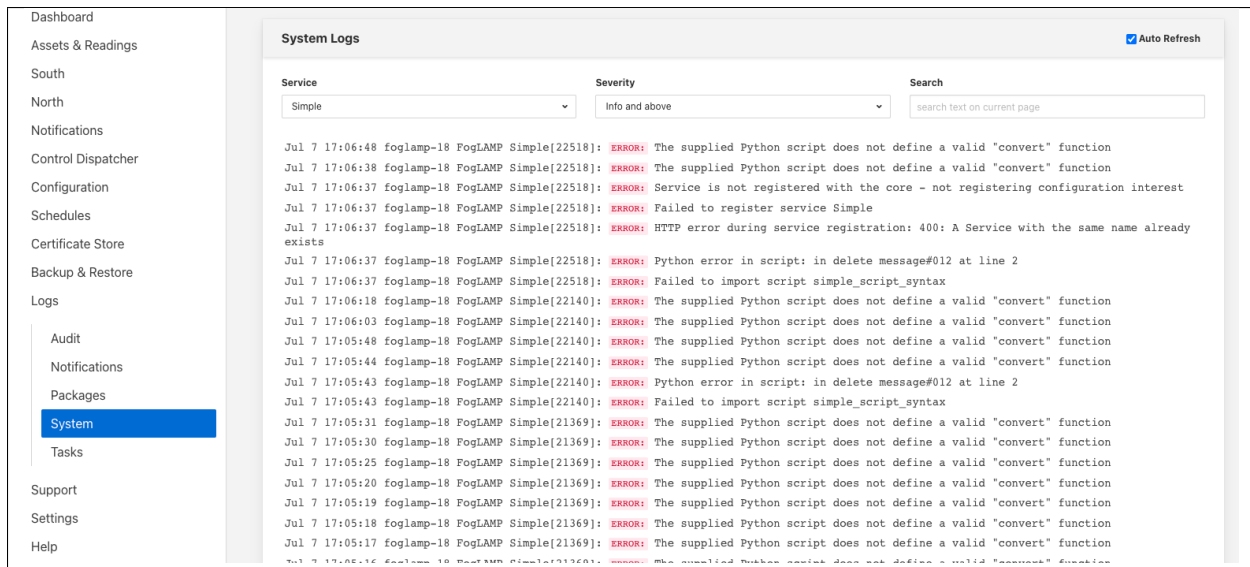 Dashboard
Assets & Readings
South
North
Notifications
Control Dispatcher
Configuration
Schedules
Certificate Store
Backup & Restore
Logs
Audit
Notifications
Packages
System
Tasks
Support
Settings
Help
System Logs
Auto Refresh
Service
Severity
Search
Simple
Info and above
search text on current page
Jul 7 17:06:48 foglamp-18 FogLAMP Simple[22518]: ERROR: The supplied Python script does not define a valid "convert" function
Jul 7 17:06:38 foglamp-18 FogLAMP Simple[22518]: ERROR: The supplied Python script does not define a valid "convert" function
Jul 7 17:06:37 foglamp-18 FogLAMP Simple[22518]: ERROR: Service is not registered with the core - not registering configuration interest
Jul 7 17:06:37 foglamp-18 FogLAMP Simple[22518]: ERROR: Failed to register service Simple
Jul 7 17:06:37 foglamp-18 FogLAMP Simple[22518]: ERROR: HTTP error during service registration: 400: A Service with the same name already
exists
Jul 7 17:06:37 foglamp-18 FogLAMP Simple[22518]: ERROR: Python error in script: in delete message#012 at line 2
Jul 7 17:06:37 foglamp-18 FogLAMP Simple[22518]: ERROR: Failed to import script simple_script_syntax
Jul 7 17:06:18 foglamp-18 FogLAMP Simple[22140]: ERROR: The supplied Python script does not define a valid "convert" function
Jul 7 17:06:03 foglamp-18 FogLAMP Simple[22140]: ERROR: The supplied Python script does not define a valid "convert" function
Jul 7 17:05:48 foglamp-18 FogLAMP Simple[22140]: ERROR: The supplied Python script does not define a valid "convert" function
Jul 7 17:05:44 foglamp-18 FogLAMP Simple[22140]: ERROR: The supplied Python script does not define a valid "convert" function
Jul 7 17:05:43 foglamp-18 FogLAMP Simple[22140]: ERROR: Python error in script: in delete message#012 at line 2
Jul 7 17:05:43 foglamp-18 FogLAMP Simple[22140]: ERROR: Failed to import script simple_script_syntax
Jul 7 17:05:31 foglamp-18 FogLAMP Simple[21369]: ERROR: The supplied Python script does not define a valid "convert" function
Jul 7 17:05:30 foglamp-18 FogLAMP Simple[21369]: ERROR: The supplied Python script does not define a valid "convert" function
Jul 7 17:05:25 foglamp-18 FogLAMP Simple[21369]: ERROR: The supplied Python script does not define a valid "convert" function
Jul 7 17:05:20 foglamp-18 FogLAMP Simple[21369]: ERROR: The supplied Python script does not define a valid "convert" function
Jul 7 17:05:19 foglamp-18 FogLAMP Simple[21369]: ERROR: The supplied Python script does not define a valid "convert" function
Jul 7 17:05:18 foglamp-18 FogLAMP Simple[21369]: ERROR: The supplied Python script does not define a valid "convert" function
Jul 7 17:05:17 foglamp-18 FogLAMP Simple[21369]: ERROR: The supplied Python script does not define a valid "convert" function
Jul 7 17:05:16 foglamp-18 FogLAMP Simple[21369]: ERROR: The supplied Python script does not define a valid "convert" function